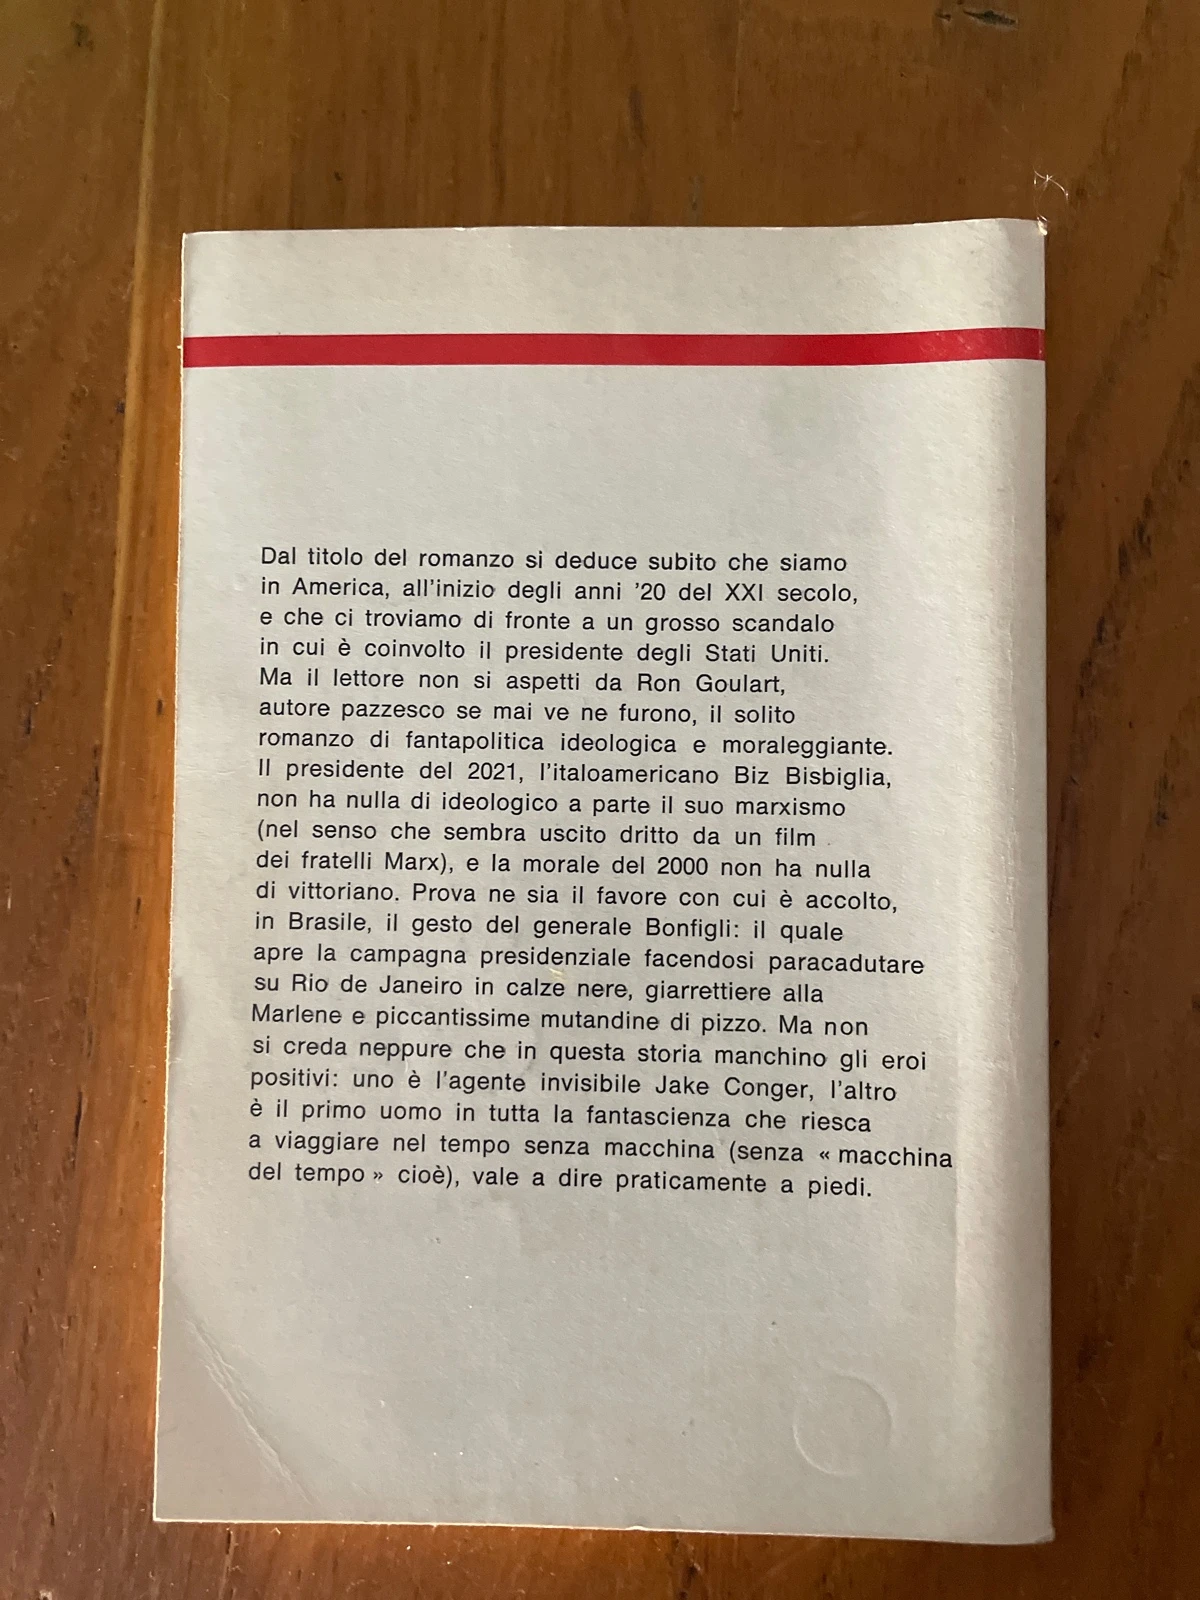 Dal titolo del romanzo si deduce subito che siamo
in America, all'inizio degli anni '20 del XXI secolo,
e che ci troviamo di fronte a un grosso scandalo
in cui è coinvolto il presidente degli Stati Uniti.
Ma il lettore non si aspetti da Ron Goulart,
autore pazzesco se mai ve ne furono, il solito
romanzo di fantapolitica ideologica e moraleggiante.
Il presidente del 2021, l'italoamericano Biz Bisbiglia,
non ha nulla di ideologico a parte il suo marxismo
(nel senso che sembra uscito dritto da un film
dei fratelli Marx), e la morale del 2000 non ha nulla
di vittoriano. Prova ne sia il favore con cui è accolto,
in Brasile, il gesto del generale Bonfigli: il quale
apre la campagna presidenziale facendosi paracadutare
su Rio de Janeiro in calze nere, giarrettiere alla
Marlene e piccantissime mutandine di pizzo. Ma non
si creda neppure che in questa storia manchino gli eroi
positivi: uno è l'agente invisibile Jake Conger, l'altro
è il primo uomo in tutta la fantascienza che riesca
a viaggiare nel tempo senza macchina (senza « macchina
del tempo » cioè), vale a dire praticamente a piedi.